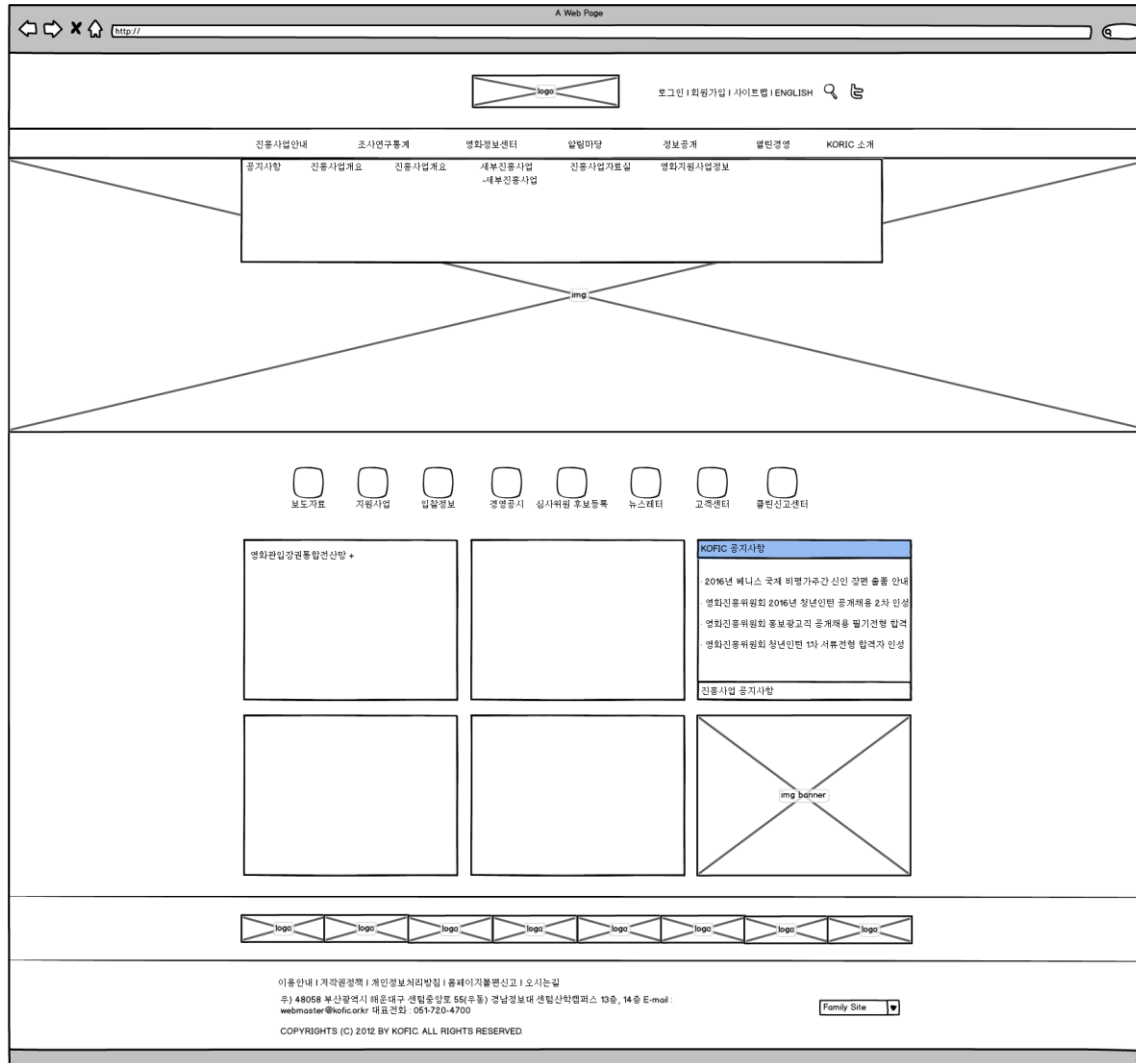 A Web Page
http://
logo
로그인 | 회원가입 | 사이트맵 | ENGLISH
진흥사업안내 조사연구통계 영화정보센터 알림마당 정보공개 열린경영 KORIC 소개
공지사항 진흥사업개요 진흥사업개요 세부진흥사업 진흥사업자료실 영화지원사업정보
-세부진흥사업
img
보도자료 지원사업 입찰정보 경영공시 심사위원 후보등록 뉴스레터 고객센터 클린신고센터
영화관입장권통합전산망 +
KOFIC 공지사항
· 2016년 베니스 국제 비평가주간 신인 장편 출품 안내
· 영화진흥위원회 2016년 청년인턴 공개채용 2차 인성
· 영화진흥위원회 홍보광고직 공개채용 필기전형 합격
· 영화진흥위원회 청년인턴 1차 서류전형 합격자 인성
진흥사업 공지사항
img banner
logo logo logo logo logo logo logo logo
이용안내 | 저작권정책 | 개인정보처리방침 | 홈페이지불편신고 | 오시는길
우) 48058 부산광역시 해운대구 센텀중앙로 55(우동) 경남정보대 센텀산학캠퍼스 13층, 14층 E-mail :
webmaster@kofic.or.kr 대표전화 : 051-720-4700
Family Site
COPYRIGHTS (C) 2012 BY KOFIC. ALL RIGHTS RESERVED.